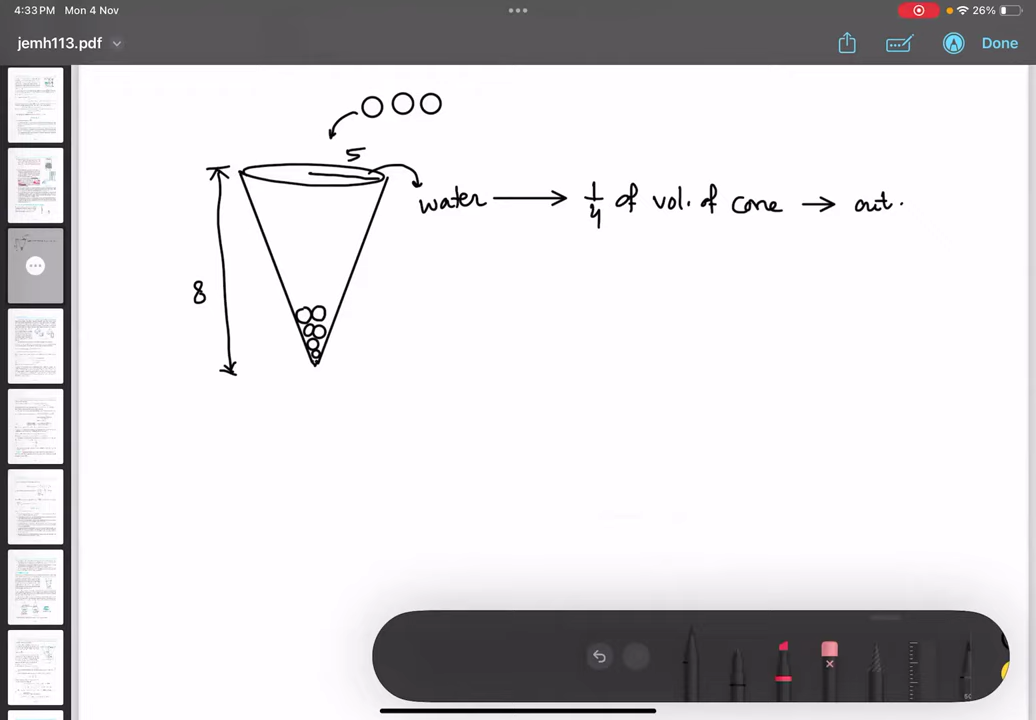 4:33 PM Mon 4 Nov
26%
jemh113.pdf
Done
5
water → 1/4 of vol. of cone → out.
8